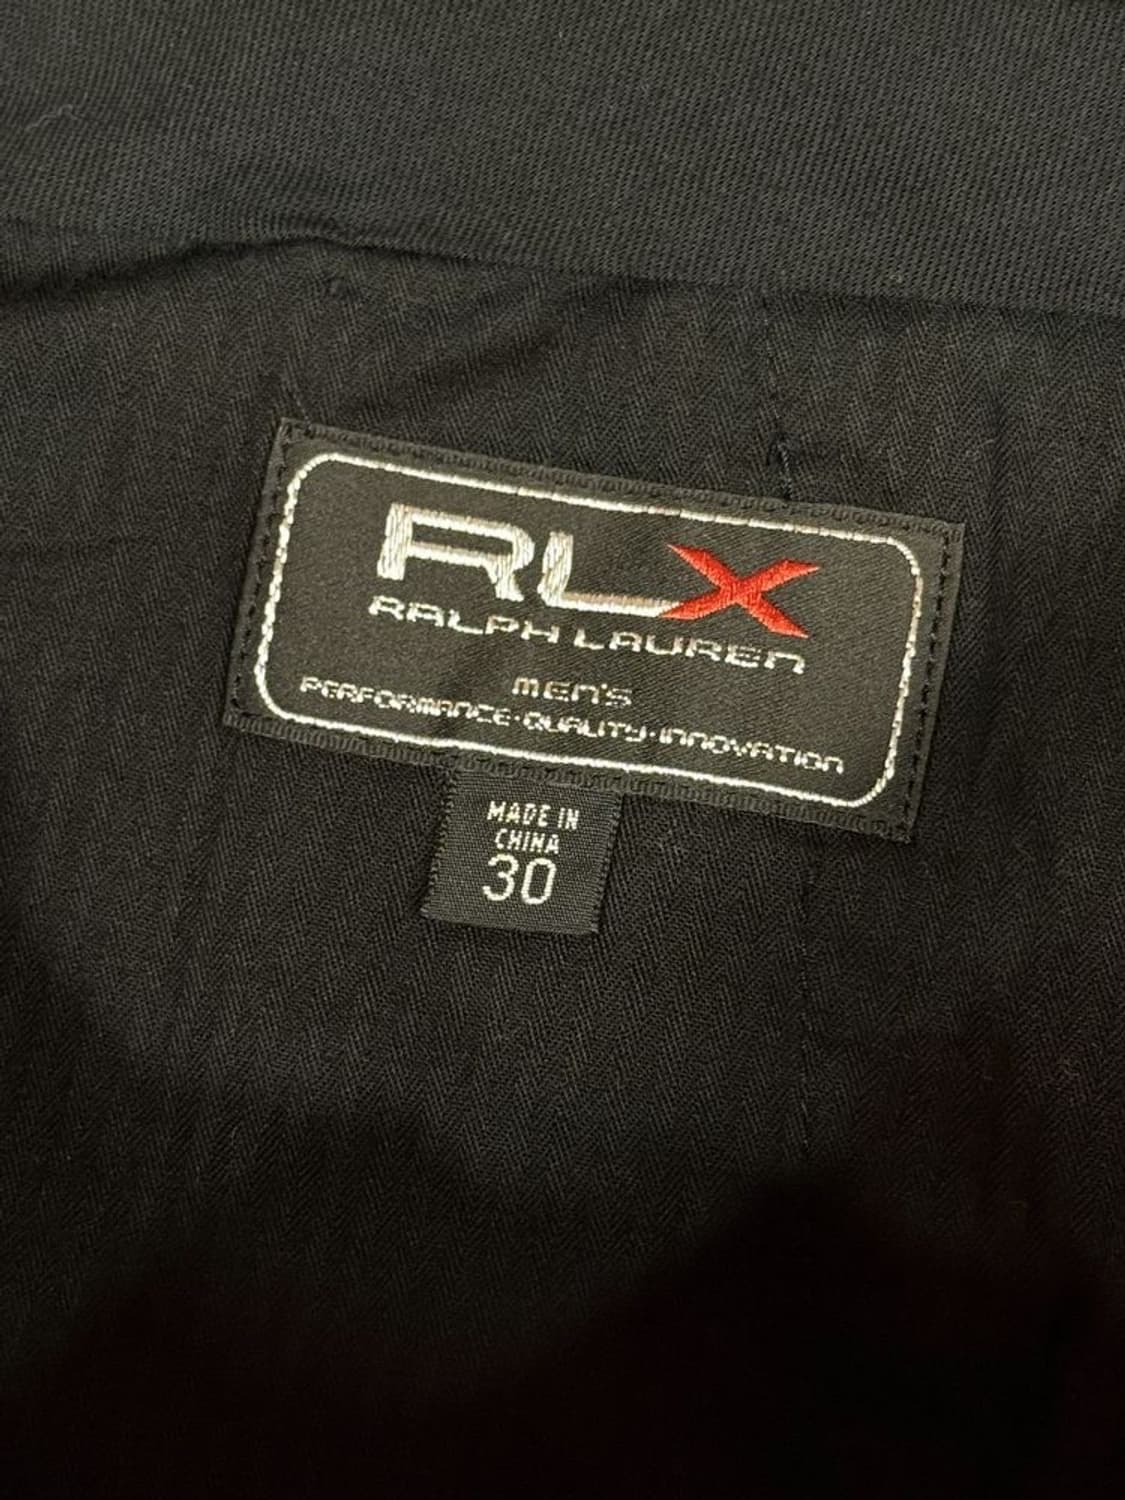 RLX
RALPH LAUREN
MEN'S
PERFORMANCE·QUALITY·INNOVATION
MADE IN
CHINA
30